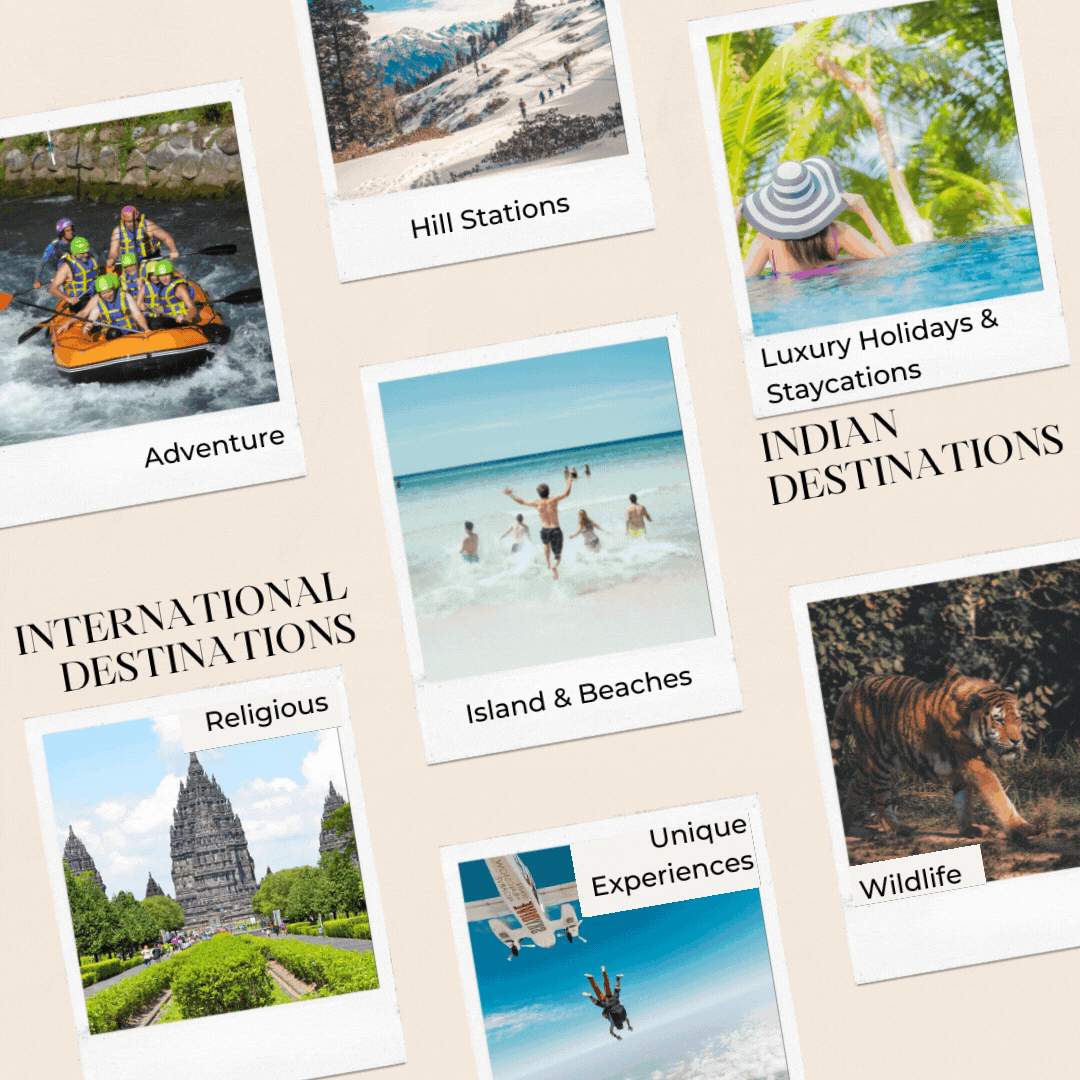 Hill Stations
Luxury Holidays &
Staycations
Adventure
INDIAN
DESTINATIONS
INTERNATIONAL
DESTINATIONS
Island & Beaches
Religious
Unique
Experiences
Wildlife